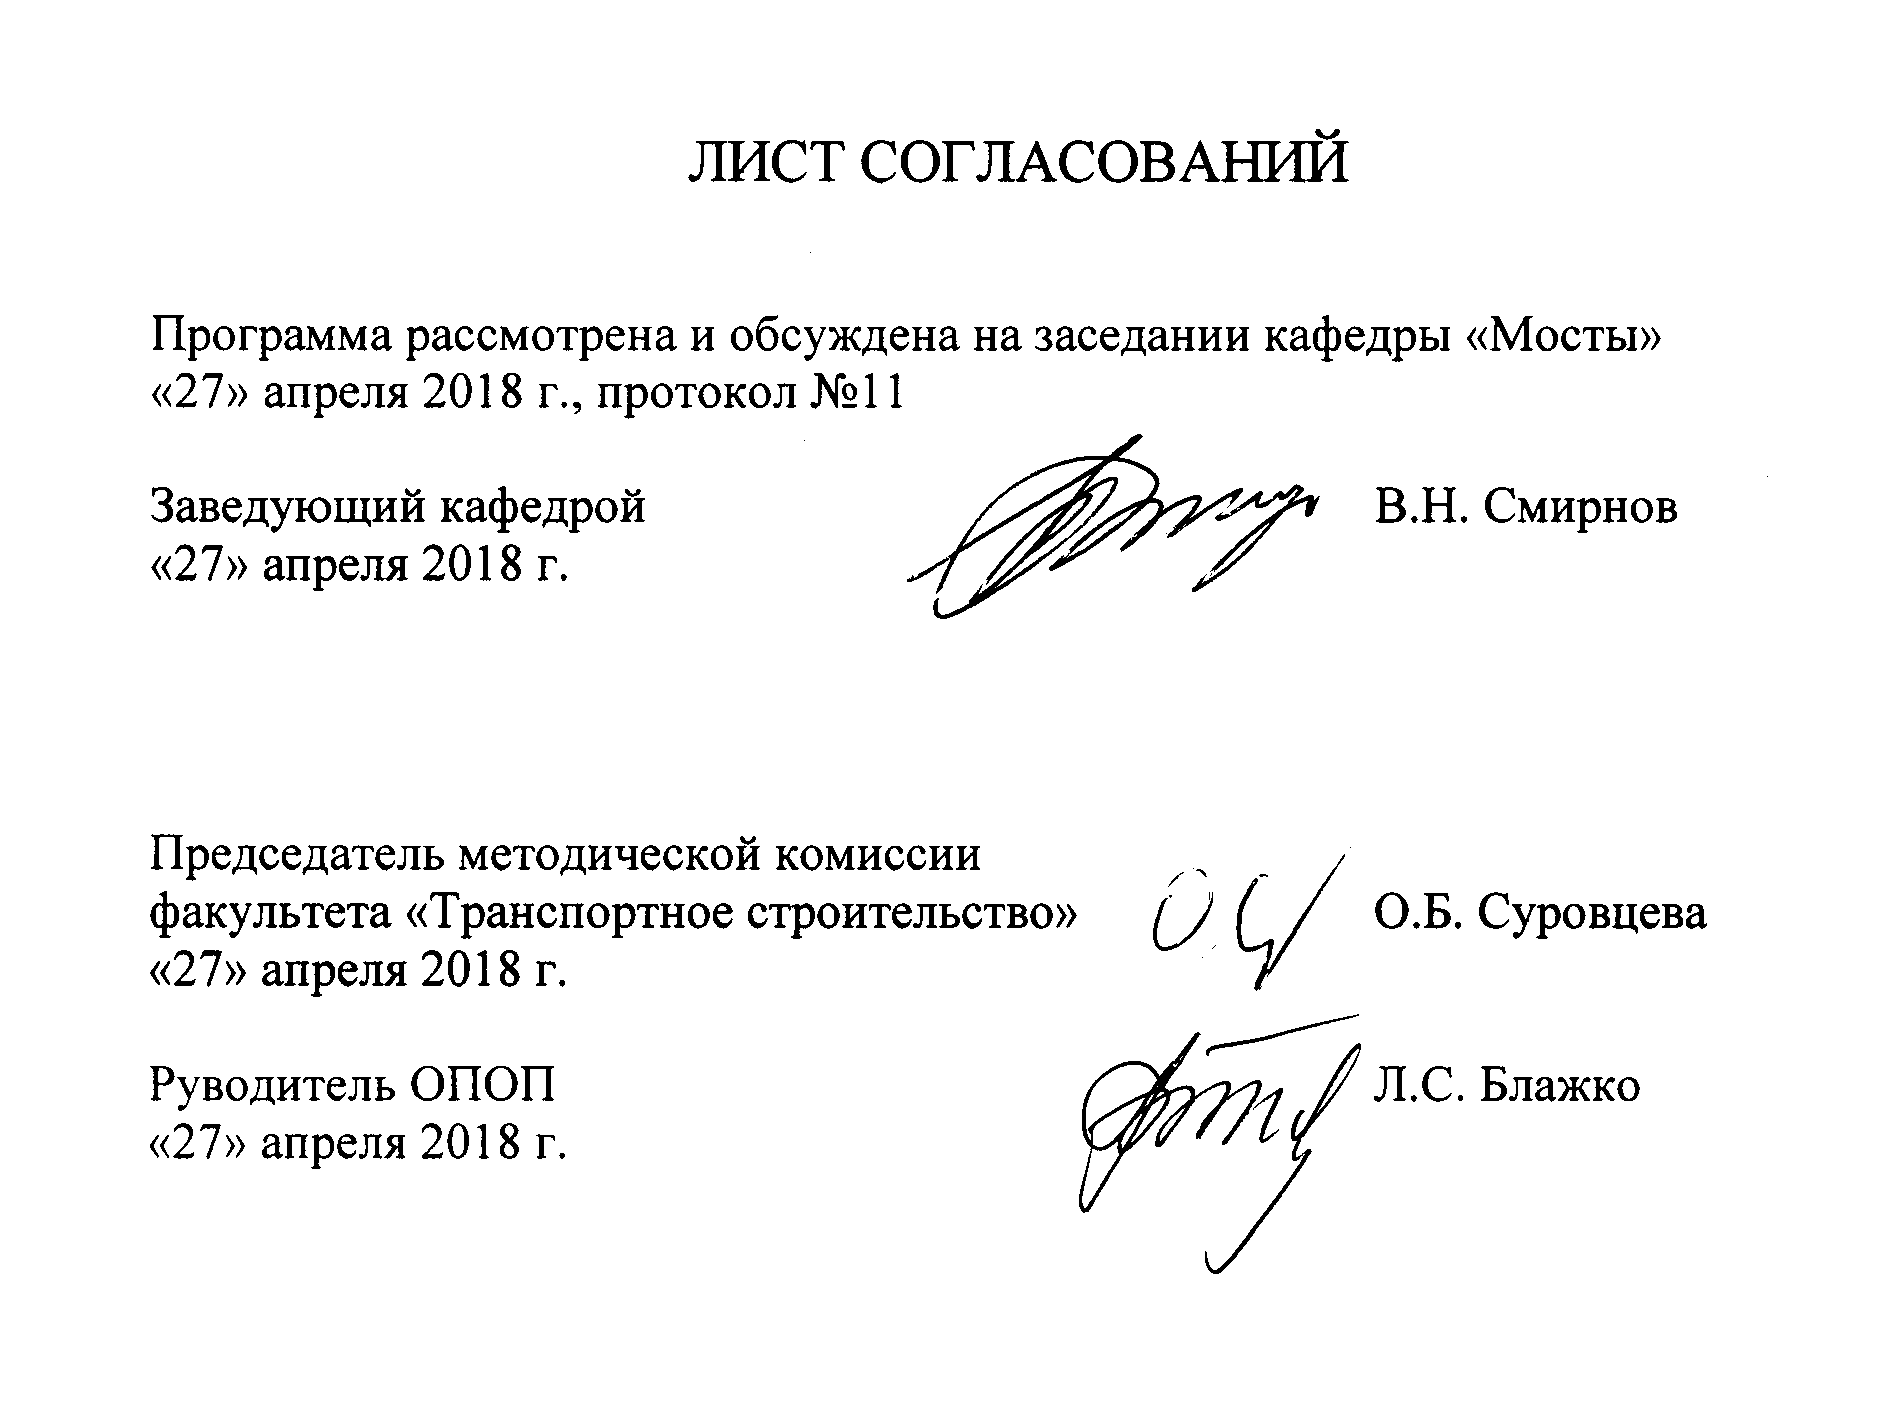 ЛИСТ СОГЛАСОВАНИЙ
Программа рассмотрена и обсуждена на заседании кафедры «Мосты»
«27» апреля 2018 г., протокол №11
Заведующий кафедрой В.Н. Смирнов
«27» апреля 2018 г.
Председатель методической комиссии
факультета «Транспортное строительство» О.Б. Суровцева
«27» апреля 2018 г.
Руводитель ОПОП Л.С. Блажко
«27» апреля 2018 г.